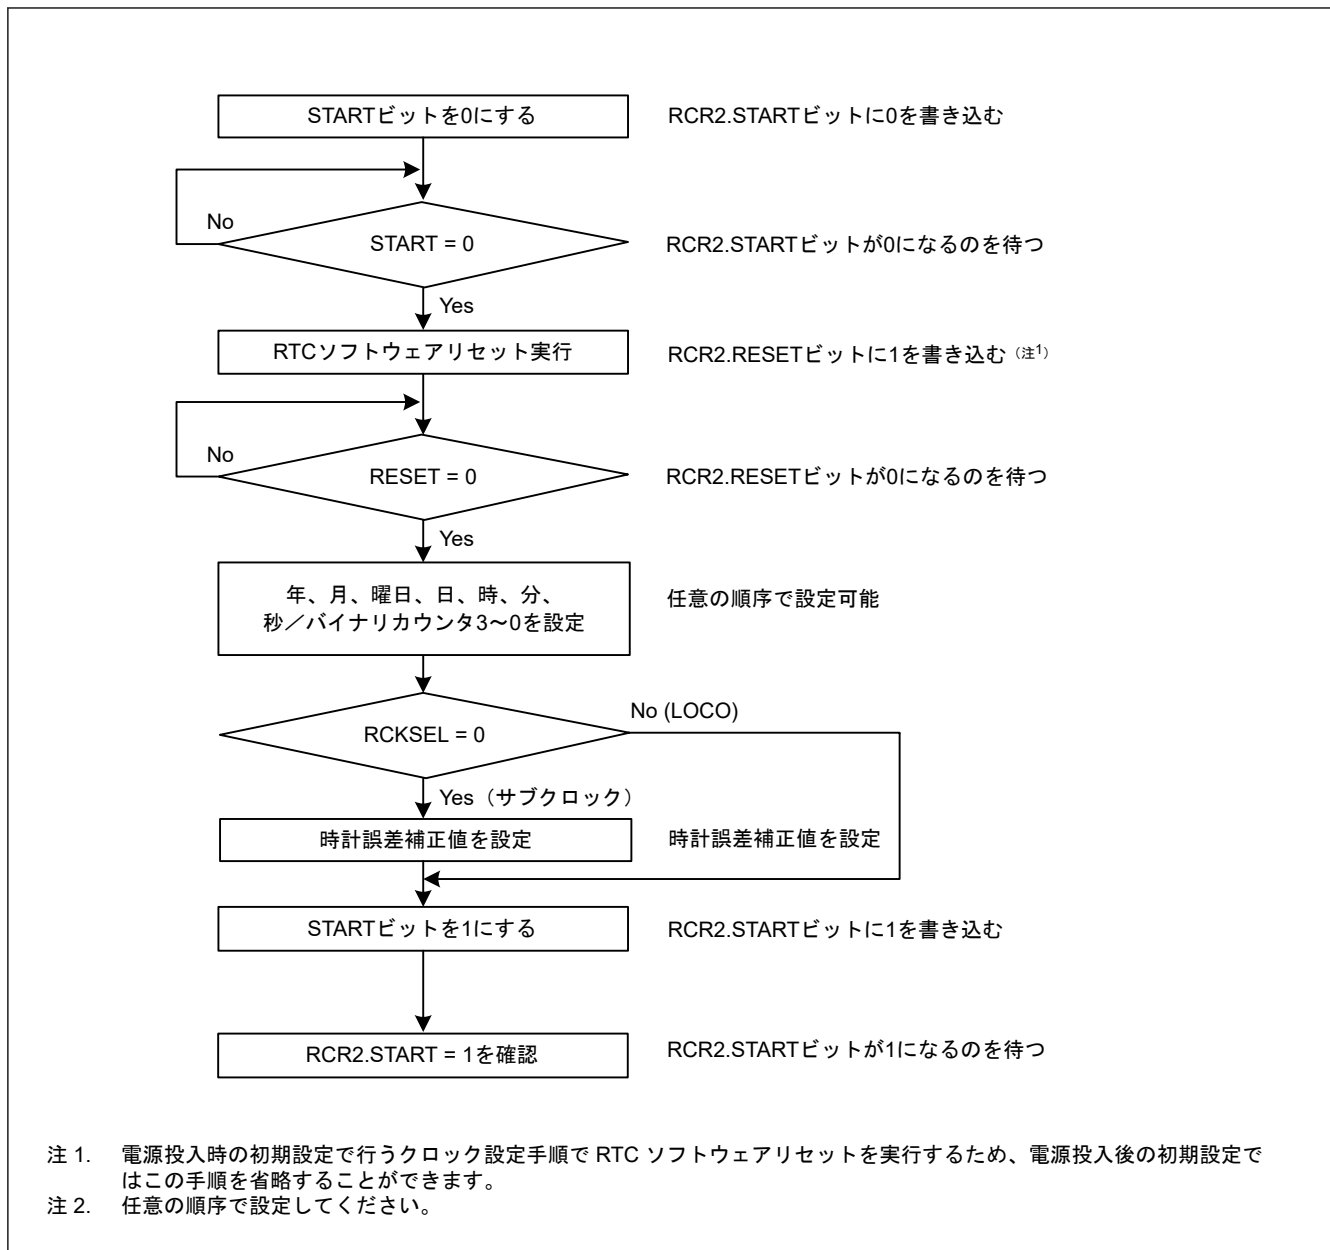 STARTビットを0にする
RCR2.STARTビットに0を書き込む
No
START = 0
RCR2.STARTビットが0になるのを待つ
Yes
RTCソフトウェアリセット実行
RCR2.RESETビットに1を書き込む（注1）
No
RESET = 0
RCR2.RESETビットが0になるのを待つ
Yes
年、月、曜日、日、時、分、
秒／バイナリカウンタ3～0を設定
任意の順序で設定可能
No (LOCO)
RCKSEL = 0
Yes（サブクロック）
時計誤差補正値を設定
時計誤差補正値を設定
STARTビットを1にする
RCR2.STARTビットに1を書き込む
RCR2.START = 1を確認
RCR2.STARTビットが1になるのを待つ
注 1. 電源投入時の初期設定で行うクロック設定手順で RTC ソフトウェアリセットを実行するため、電源投入後の初期設定で
はこの手順を省略することができます。
注 2. 任意の順序で設定してください。